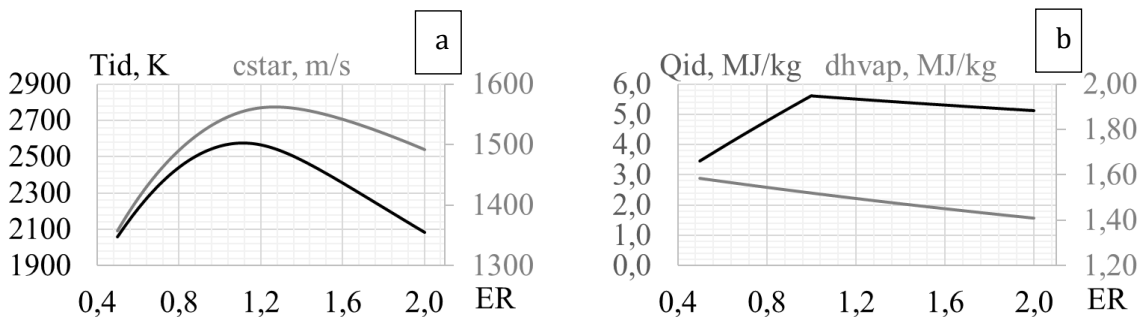 a
Tid, K cstar, m/s
2900 1600
2700
2500 1500
2300
2100 1400
1900 1300
0,4 0,8 1,2 1,6 2,0 ER
b
Qid, MJ/kg dhvap, MJ/kg
6,0 2,00
5,0
4,0 1,80
3,0 1,60
2,0
1,0 1,40
0,0 1,20
0,4 0,8 1,2 1,6 2,0 ER